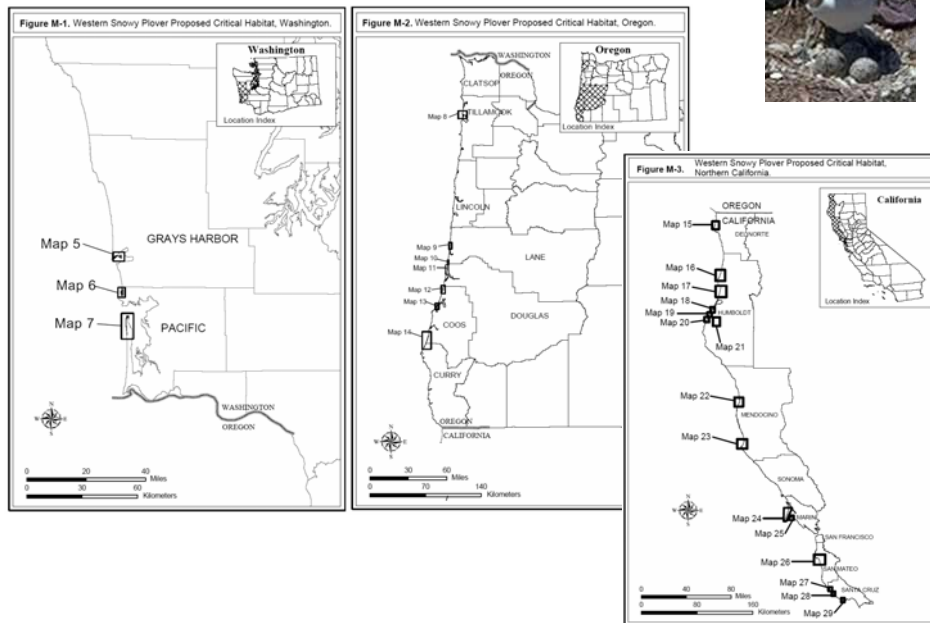 Figure M-1. Western Snowy Plover Proposed Critical Habitat, Washington.
Washington
Location Index
GRAYS HARBOR
Map 5
Map 6
Map 7
PACIFIC
WASHINGTON
OREGON
N
W
E
S
0 20 40
Miles
0 30 60
Kilometers
Figure M-2. Western Snowy Plover Proposed Critical Habitat, Oregon.
WASHINGTON
OREGON
Oregon
Location Index
CLATSOP
Map 8
TILLAMOOK
LINCOLN
Map 9
LANE
Map 10
Map 11
Map 12
Map 13
DOUGLAS
COOS
Map 14
CURRY
OREGON
CALIFORNIA
N
W
E
S
0 30 60
Miles
0 70 140
Kilometers
Figure M-3. Western Snowy Plover Proposed Critical Habitat,
Northern California.
OREGON
CALIFORNIA
California
Location Index
Map 15
DEL NORTE
Map 16
Map 17
Map 18
Map 19
HUMBOLDT
Map 20
Map 21
Map 22
MENDOCINO
Map 23
SONOMA
Map 24
MARIN
Map 25
SAN FRANCISCO
Map 26
SAN MATEO
Map 27
SANTA CRUZ
Map 28
Map 29
N
W
E
S
0 40 80
Miles
0 80 160
Kilometers